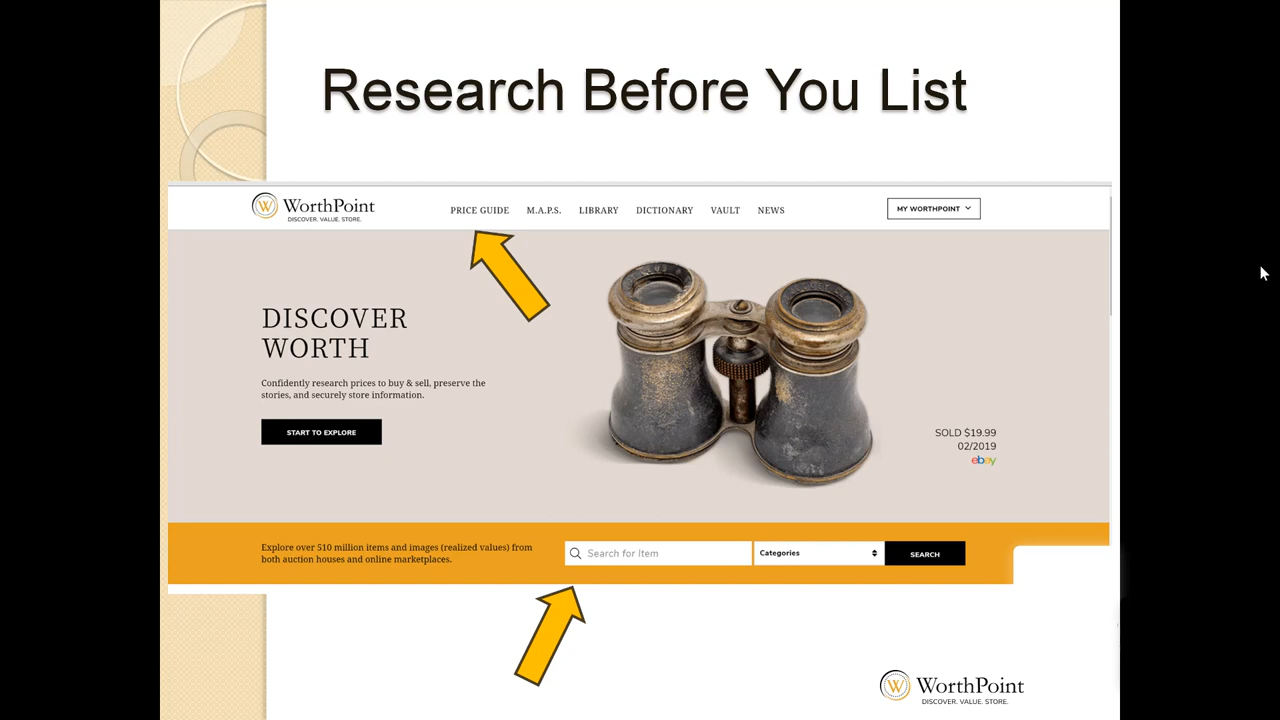 Research Before You List
WorthPoint
DISCOVER. VALUE. STORE.
PRICE GUIDE M.A.P.S. LIBRARY DICTIONARY VAULT NEWS
MY WORTHPOINT
DISCOVER
WORTH
Confidently research prices to buy & sell, preserve the
stories, and securely store information.
START TO EXPLORE
SOLD $19.99
02/2019
ebay
Explore over 510 million items and images (realized values) from
both auction houses and online marketplaces.
Search for Item
Categories
SEARCH
WorthPoint
DISCOVER. VALUE. STORE.